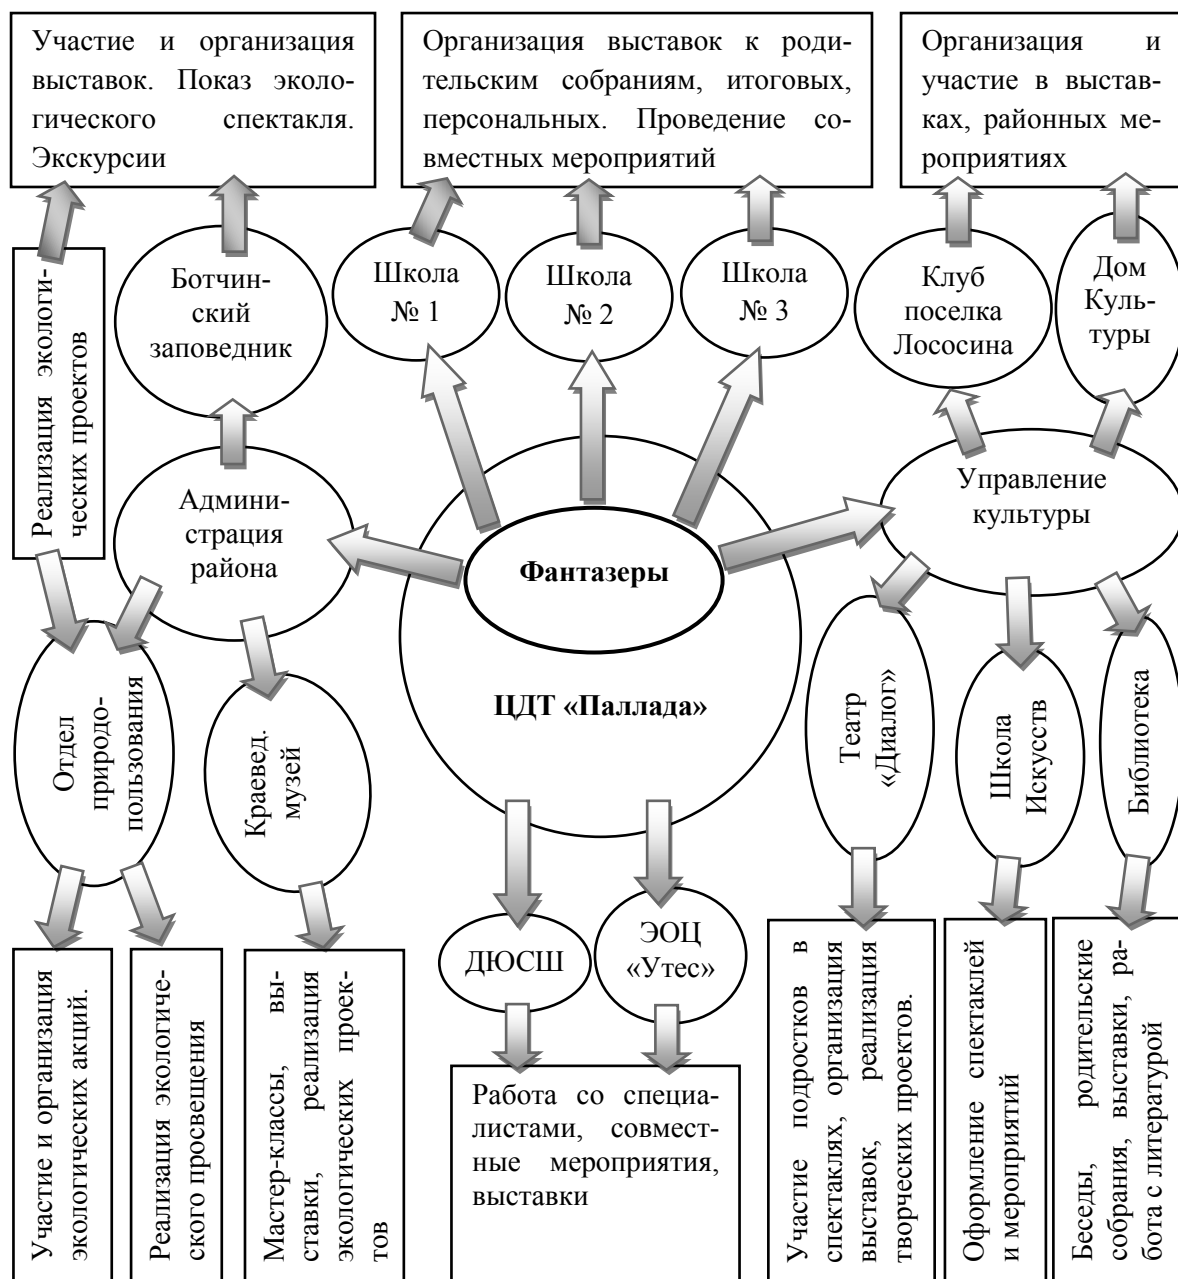 Участие и организация
выставок. Показ эколо-
гического спектакля.
Экскурсии
Организация выставок к роди-
тельским собраниям, итоговых,
персональных. Проведение со-
вместных мероприятий
Организация и
участие в выстав-
ках, районных ме-
роприятиях
Реализация экологи-
ческих проектов
Ботчин-
ский
заповедник
Школа
№ 1
Школа
№ 2
Школа
№ 3
Клуб
поселка
Лососина
Дом
Куль-
туры
Админи-
страция
района
Фантазеры
Управление
культуры
ЦДТ «Паллада»
Отдел
природо-
пользования
Краевед.
музей
Театр
«Диалог»
Школа
Искусств
Библиотека
ДЮСШ
ЭОЦ
«Утес»
Участие и организация
экологических акций.
Реализация экологиче-
ского просвещения
Мастер-классы, вы-
ставки, реализация
экологических проек-
тов
Работа со специа-
листами, совмест-
ные мероприятия,
выставки
Участие подростков в
спектаклях, организация
выставок, реализация
творческих проектов.
Оформление спектаклей
и мероприятий
Беседы, родительские
собрания, выставки, ра-
бота с литературой